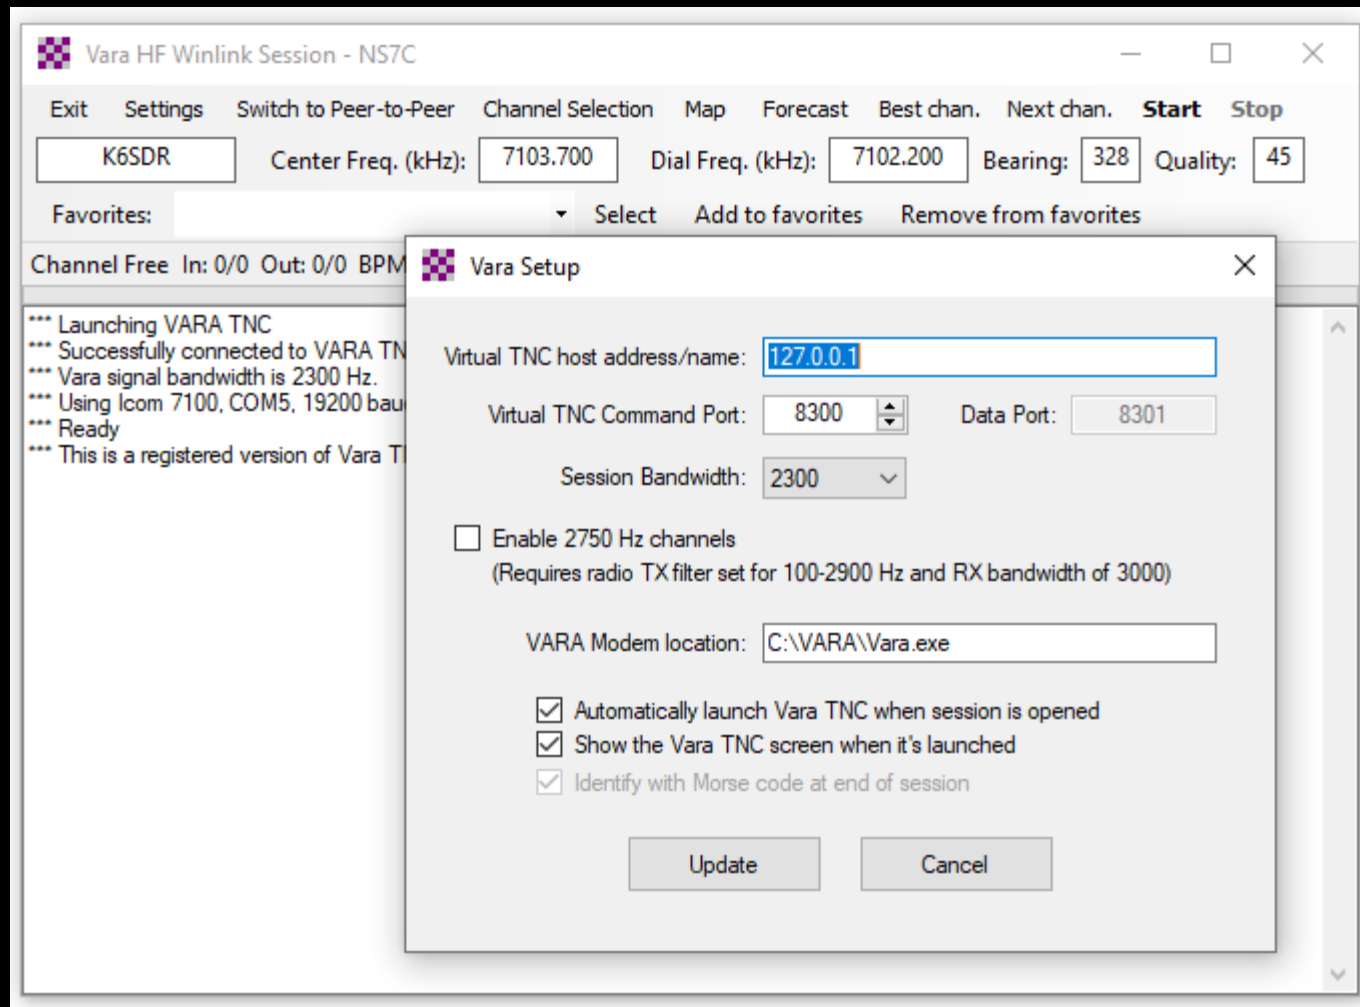 Vara HF Winlink Session - NS7C
Exit Settings Switch to Peer-to-Peer Channel Selection Map Forecast Best chan. Next chan. Start Stop
K6SDR Center Freq. (kHz): 7103.700 Dial Freq. (kHz): 7102.200 Bearing: 328 Quality: 45
Favorites: Select Add to favorites Remove from favorites
Channel Free In: 0/0 Out: 0/0 BPM
*** Launching VARA TNC
*** Successfully connected to VARA TN
*** Vara signal bandwidth is 2300 Hz.
*** Using Icom 7100, COM5, 19200 bau
*** Ready
*** This is a registered version of Vara T
Vara Setup
Virtual TNC host address/name: 127.0.0.1
Virtual TNC Command Port: 8300 Data Port: 8301
Session Bandwidth: 2300
Enable 2750 Hz channels
(Requires radio TX filter set for 100-2900 Hz and RX bandwidth of 3000)
VARA Modem location: C:\VARA\Vara.exe
Automatically launch Vara TNC when session is opened
Show the Vara TNC screen when it's launched
Identify with Morse code at end of session
Update Cancel